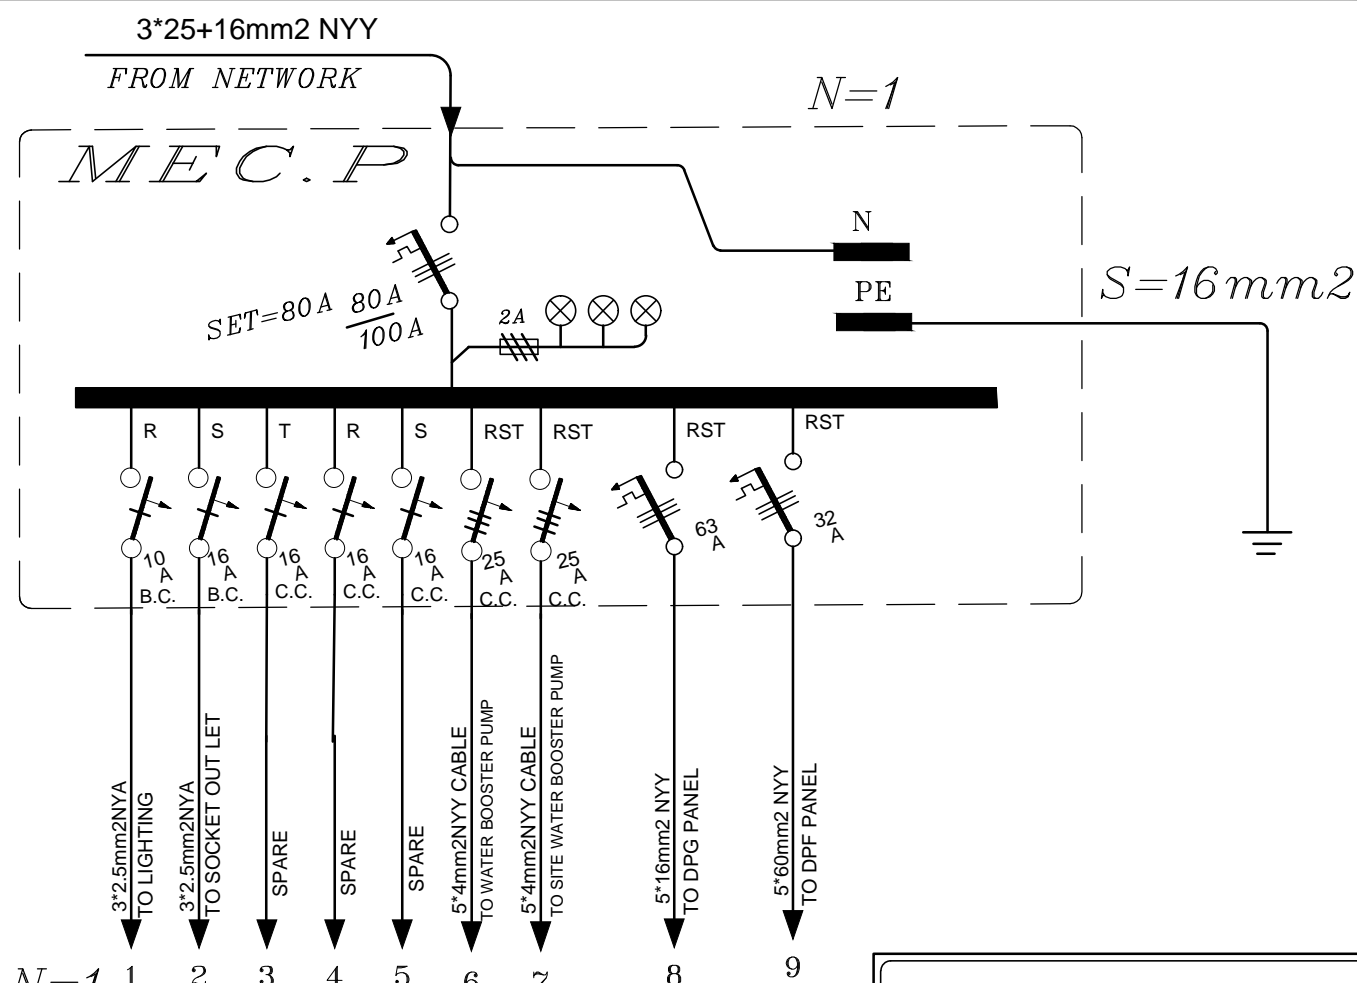 3*25+16mm2 NYY
FROM NETWORK
N=1
MEC.P
N
PE
S=16mm2
SET=80A 80A
100A
2A
R S T R S RST RST RST RST
10 A B.C.
16 A B.C.
16 A C.C.
16 A C.C.
16 A C.C.
25 A C.C.
25 A C.C.
63 A
32 A
3*2.5mm2NYA
TO LIGHTING
3*2.5mm2NYA
TO SOCKET OUT LET
SPARE
SPARE
SPARE
5*4mm2NYY CABLE
TO WATER BOOSTER PUMP
5*4mm2NYY CABLE
TO SITE WATER BOOSTER PUMP
5*16mm2 NYY
TO DPG PANEL
5*60mm2 NYY
TO DPF PANEL
N=1 1 2 3 4 5 6 7 8 9